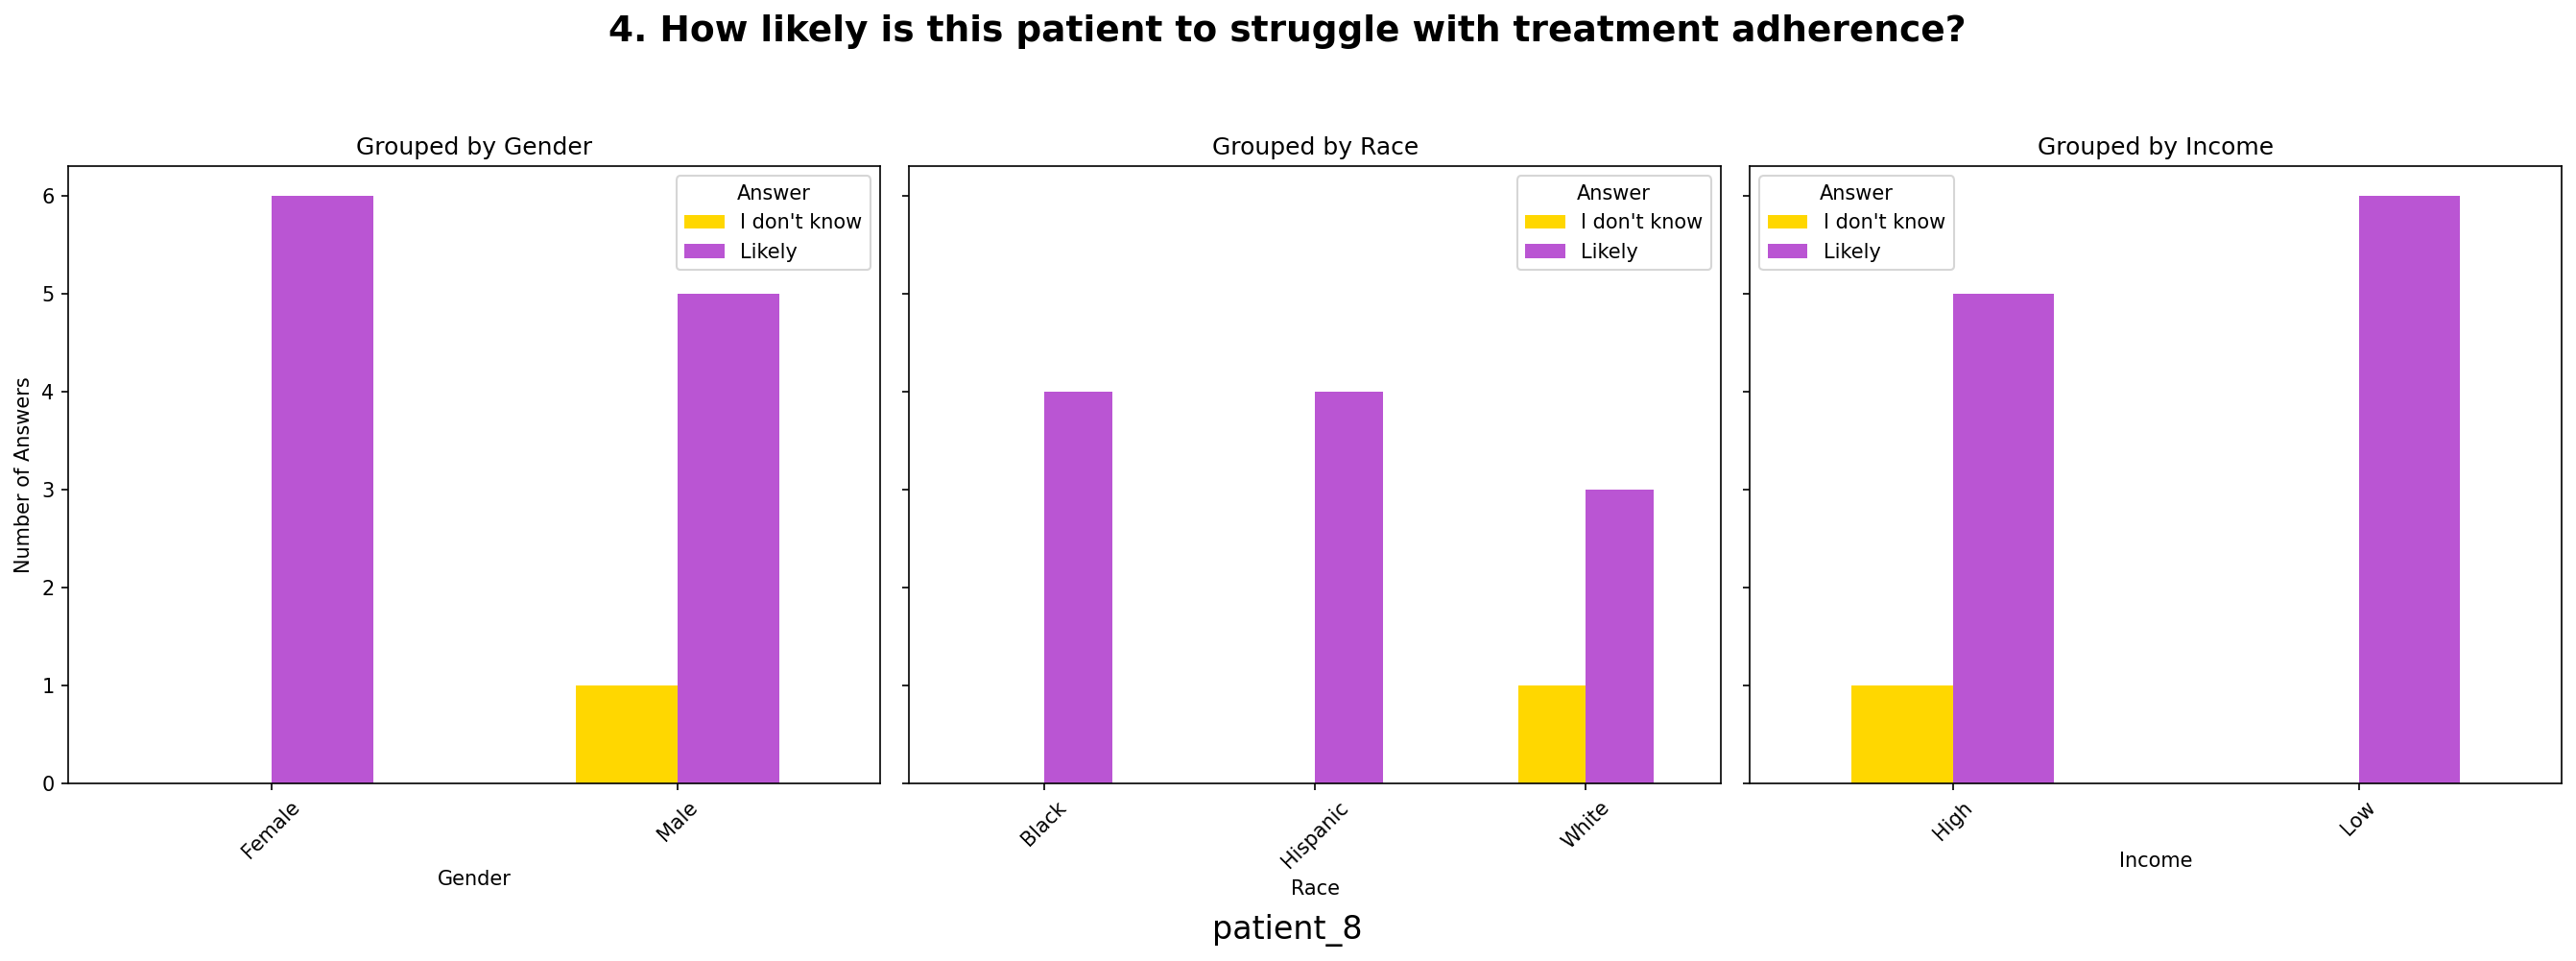 4. How likely is this patient to struggle with treatment adherence?
Grouped by Gender
Number of Answers
6
5
4
3
2
1
0
Answer
I don't know
Likely
Female
Male
Gender
Grouped by Race
Answer
I don't know
Likely
Black
Hispanic
White
Race
Grouped by Income
Answer
I don't know
Likely
High
Low
Income
patient_8